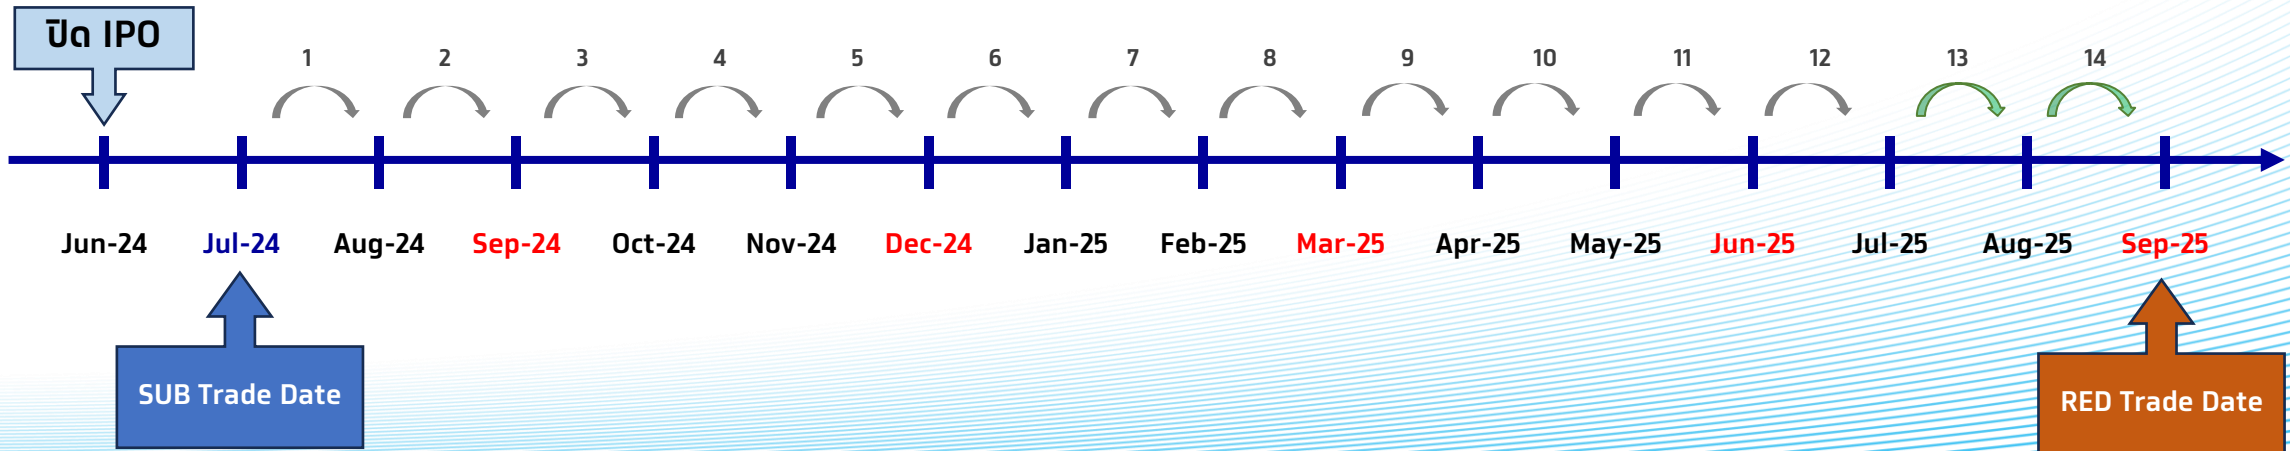 ปิด IPO
1 2 3 4 5 6 7 8 9 10 11 12 13 14
Jun-24 Jul-24 Aug-24 Sep-24 Oct-24 Nov-24 Dec-24 Jan-25 Feb-25 Mar-25 Apr-25 May-25 Jun-25 Jul-25 Aug-25 Sep-25
SUB Trade Date
RED Trade Date